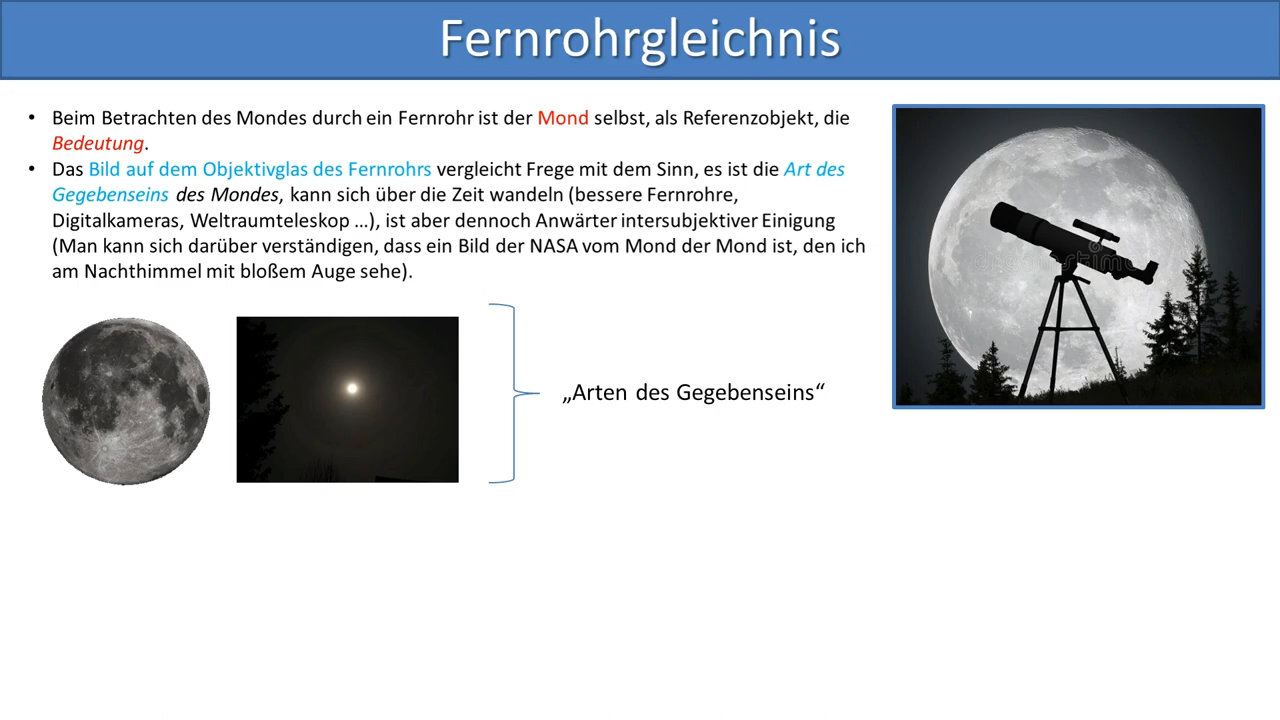 Fernrohrgleichnis
• Beim Betrachten des Mondes durch ein Fernrohr ist der Mond selbst, als Referenzobjekt, die
Bedeutung.
• Das Bild auf dem Objektivglas des Fernrohrs vergleicht Frege mit dem Sinn, es ist die Art des
Gegebenseins des Mondes, kann sich über die Zeit wandeln (bessere Fernrohre,
Digitalkameras, Weltraumteleskop ...), ist aber dennoch Anwärter intersubjektiver Einigung
(Man kann sich darüber verständigen, dass ein Bild der NASA vom Mond der Mond ist, den ich
am Nachthimmel mit bloßem Auge sehe).
„Arten des Gegebenseins“
dreamstime